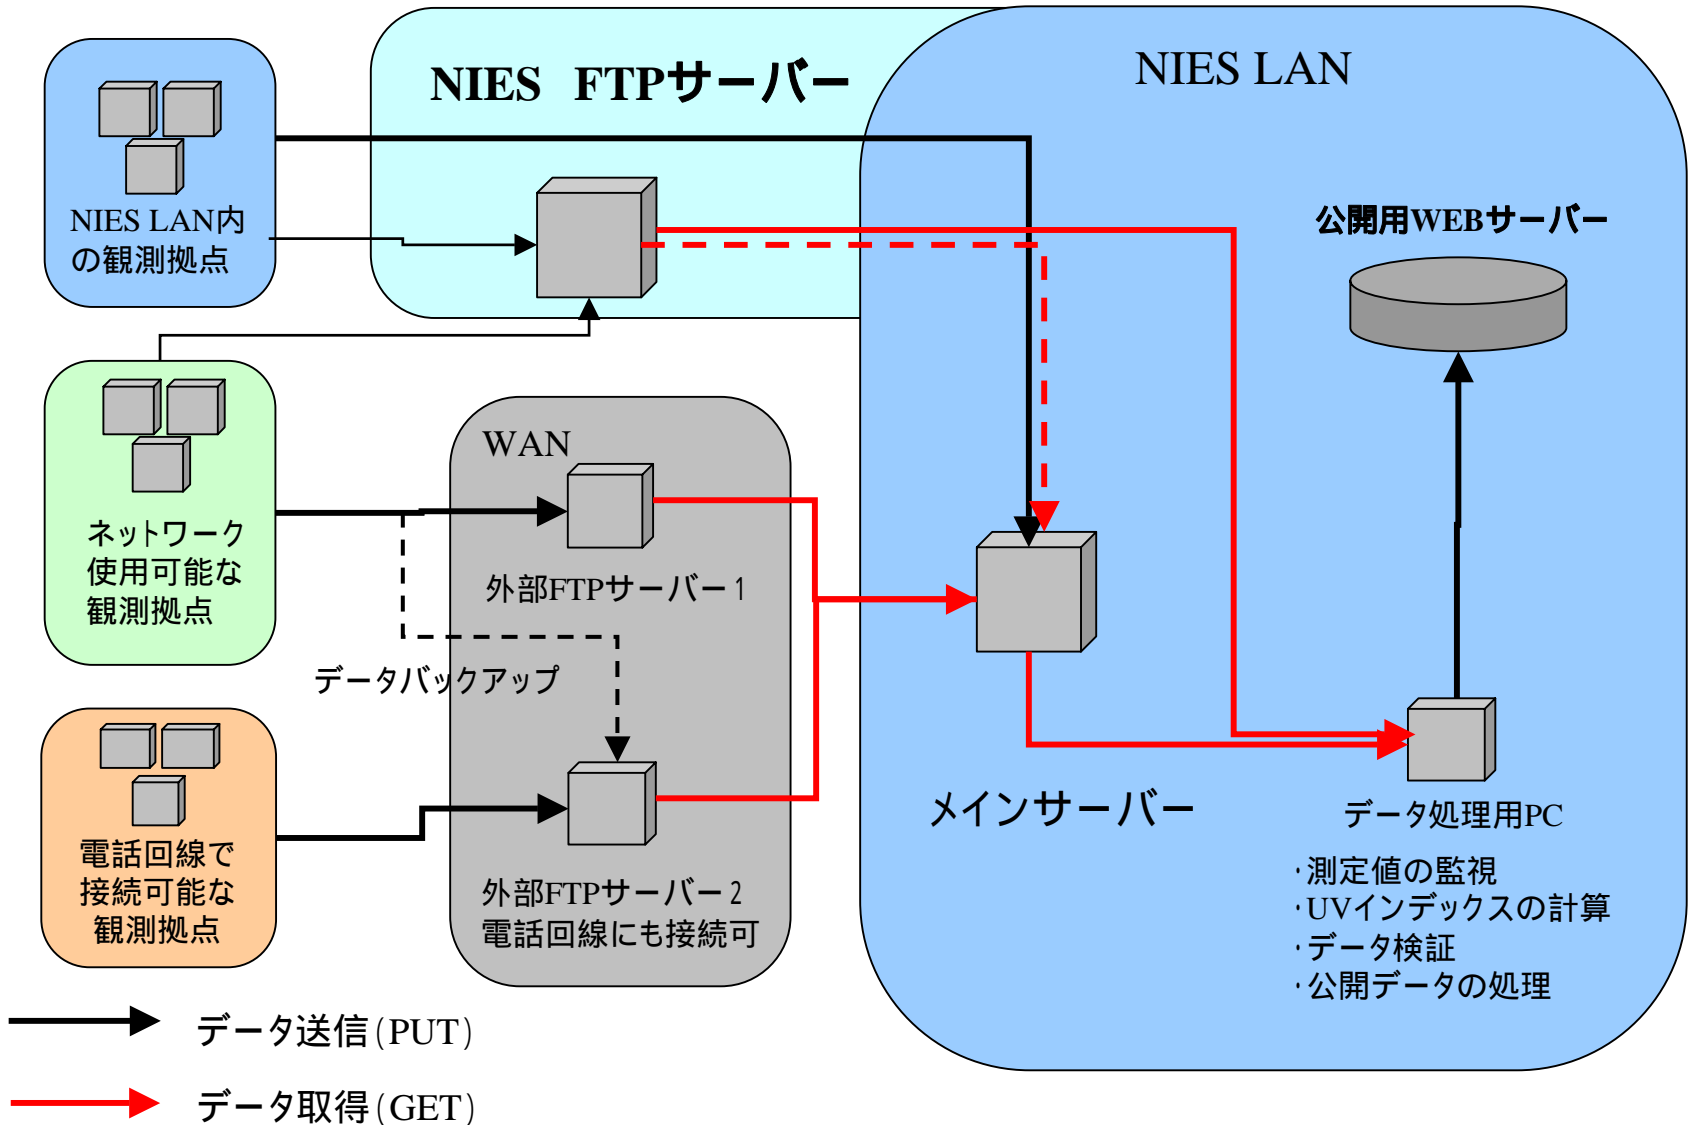 NIES FTPサーバー
NIES LAN
NIES LAN内
の観測拠点
公開用WEBサーバー
ネットワーク
使用可能な
観測拠点
WAN
外部FTPサーバー1
データバックアップ
電話回線で
接続可能な
観測拠点
外部FTPサーバー2
電話回線にも接続可
メインサーバー
データ処理用PC
・測定値の監視
・UVインデックスの計算
・データ検証
・公開データの処理
データ送信(PUT)
データ取得(GET)